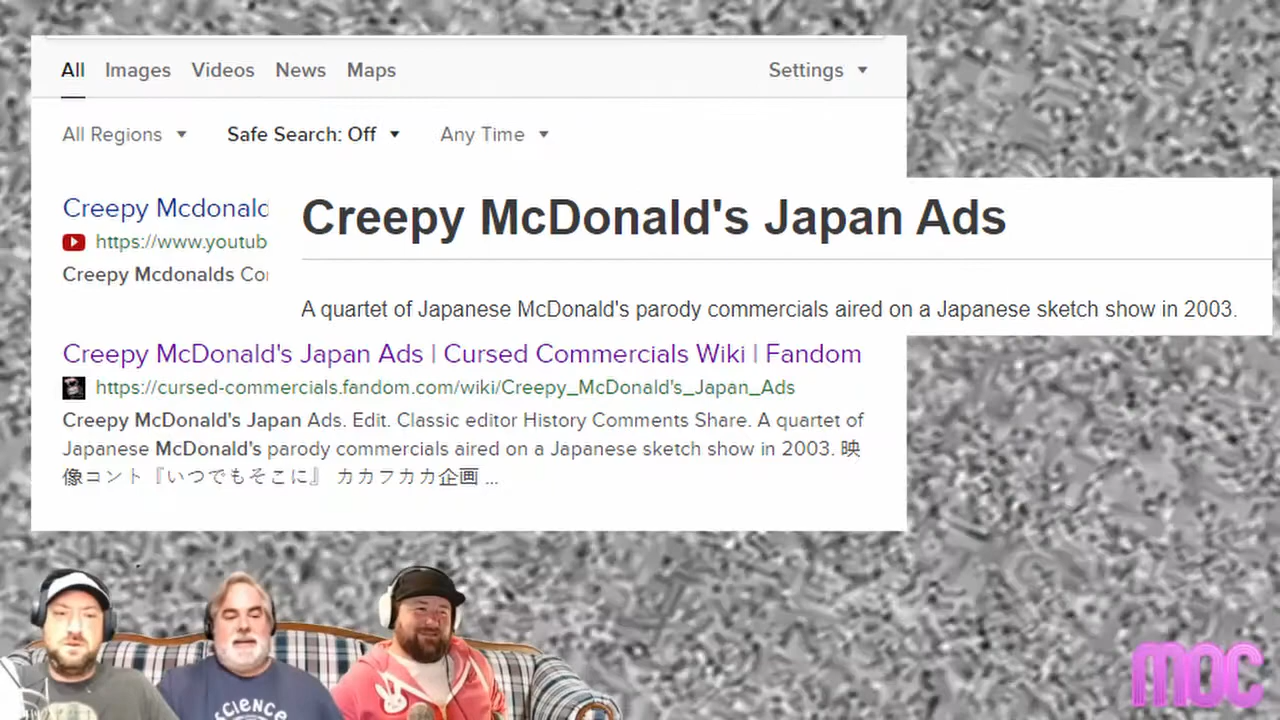 All Images Videos News Maps Settings
All Regions Safe Search: Off Any Time
Creepy Mcdonald
https://www.youtub
Creepy Mcdonalds Co
Creepy McDonald's Japan Ads
A quartet of Japanese McDonald's parody commercials aired on a Japanese sketch show in 2003.
Creepy McDonald's Japan Ads | Cursed Commercials Wiki | Fandom
https://cursed-commercials.fandom.com/wiki/Creepy_McDonald's_Japan_Ads
Creepy McDonald's Japan Ads. Edit. Classic editor History Comments Share. A quartet of
Japanese McDonald's parody commercials aired on a Japanese sketch show in 2003. 映
像コント『いつでもそこに』 カカフカカ企画 ...
SCIENCE
MOC